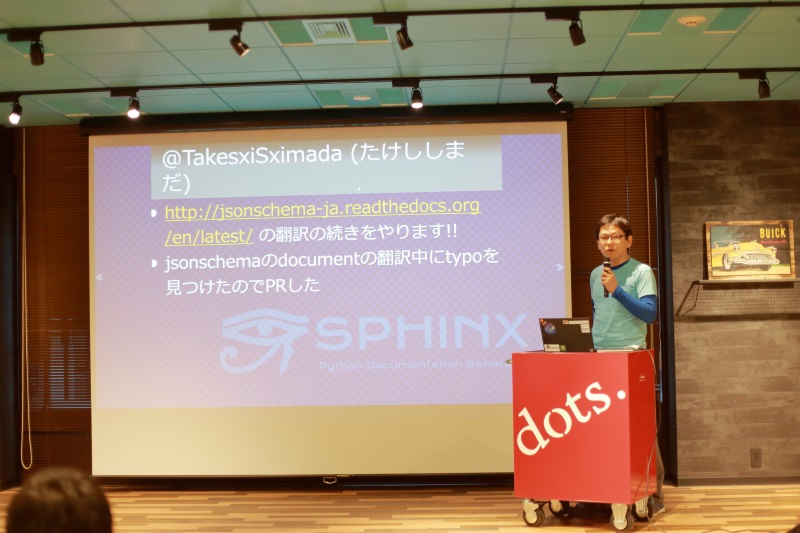 @TakesxiSximada (たけししま
だ)
http://jsonschema-ja.readthedocs.org
/en/latest/ の翻訳の続きをやります!!
jsonschemaのdocumentの翻訳中にtypoを
見つけたのでPRした
SPHINX
Python Documentation Gener
dots.
BUICK